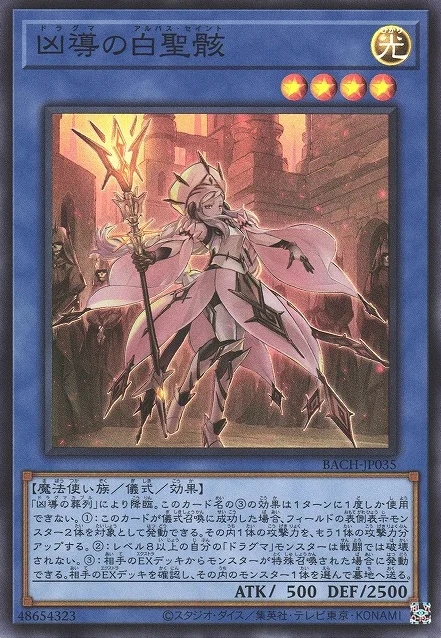 ドラグマ アルバス・セイント
凶導の白聖骸
ひかり
光
BACH-JP035
【魔法使い族／儀式／効果】
「凶導の葬列」により降臨。このカード名の③の効果は１ターンに１度しか使用
できない。①：このカードが儀式召喚に成功した場合、フィールドの表側表示モン
スター２体を対象として発動できる。その内１体の攻撃力を、もう１体の攻撃力分
アップする。②：レベル８以上の自分の「ドラグマ」モンスターは戦闘では破壊
されない。③：相手のEXデッキからモンスターが特殊召喚された場合に発動
できる。相手のEXデッキを確認し、その内のモンスター１体を選んで墓地へ送る。
ATK/ 500 DEF/2500
48654323
©スタジオ・ダイス／集英社・テレビ東京・KONAMI